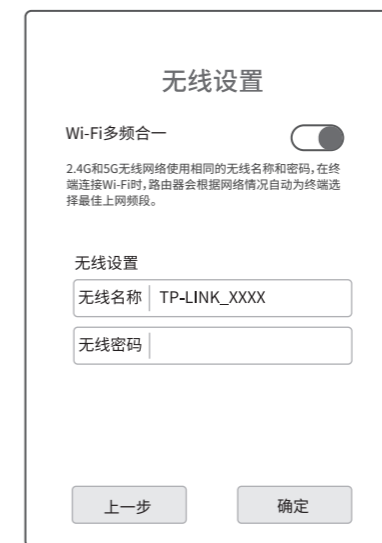 无线设置
Wi-Fi多频合一
2.4G和5G无线网络使用相同的无线名称和密码,在终
端连接Wi-Fi时,路由器会根据网络情况自动为终端选
择最佳上网频段。
无线设置
无线名称 TP-LINK_XXXX
无线密码
上一步 确定